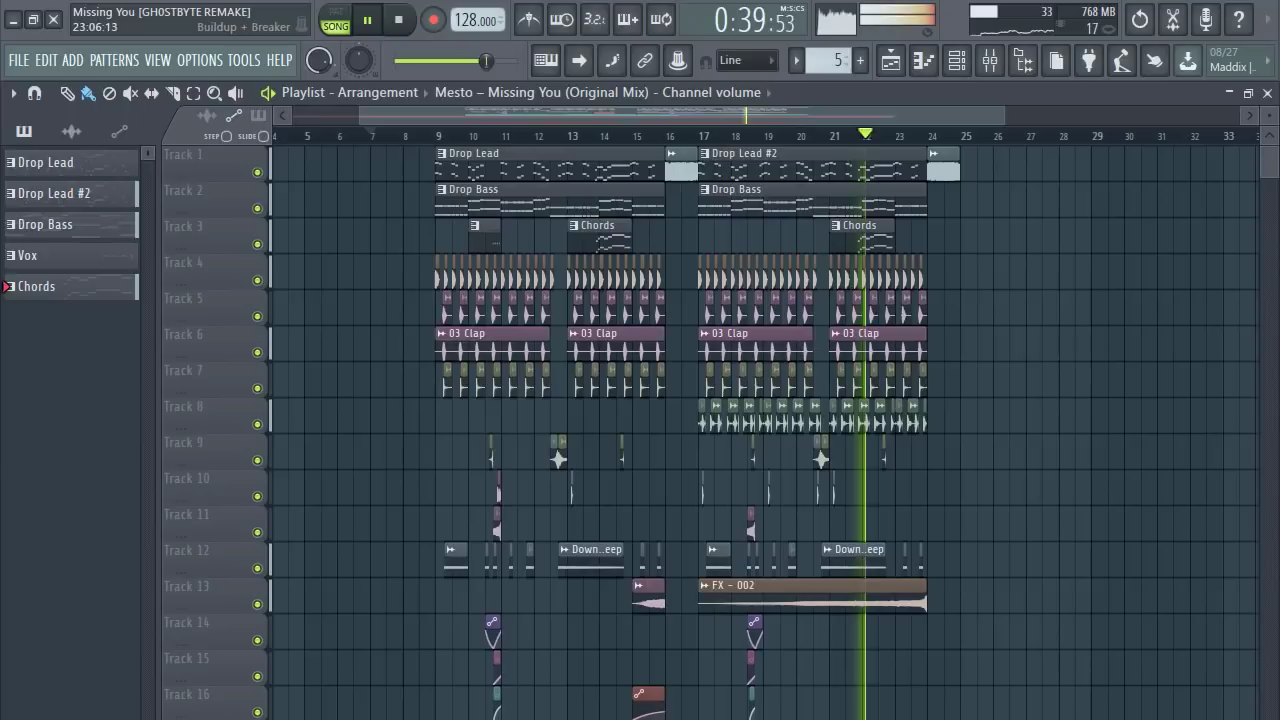 Missing You [GHOSTBYTE REMAKE]
23:06:13
Buildup + Breaker
PAT
SONG
128.000
3.2.
0:39:53
M:S:CS
33
768 MB
17
FILE EDIT ADD PATTERNS VIEW OPTIONS TOOLS HELP
Line
5
08/27
Maddix |..
Playlist - Arrangement
Mesto – Missing You (Original Mix) - Channel volume
STEP
SLIDE
5 6 7 8 9 10 11 12 13 14 15 16 17 18 19 20 21 22 23 24 25 26 27 28 29 30 31 32 33
Drop Lead
Drop Lead #2
Drop Bass
Vox
Chords
Track 1
Drop Lead
Drop Lead #2
Track 2
Drop Bass
Drop Bass
Track 3
Chords
Chords
Track 4
Track 5
Track 6
03 Clap
03 Clap
03 Clap
03 Clap
Track 7
Track 8
Track 9
Track 10
Track 11
Track 12
Down..eep
Down..eep
Track 13
FX - 002
Track 14
Track 15
Track 16